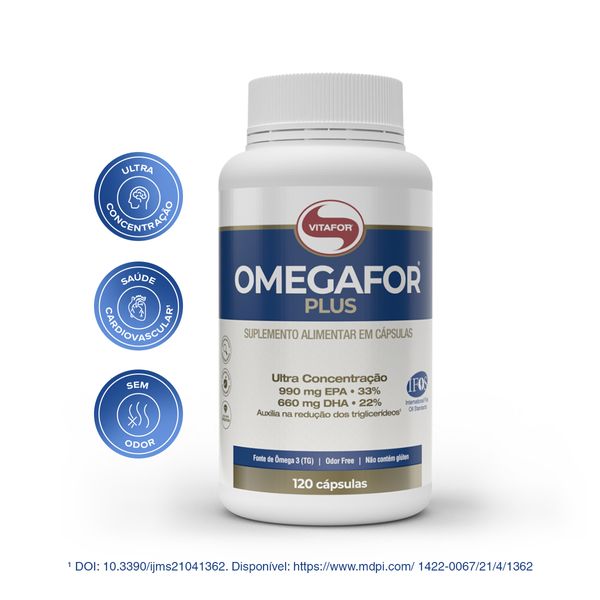 ULTRA
CONCENTRAÇÃO
SAÚDE
CARDIOVASCULAR¹
SEM
ODOR
VITAFOR®
OMEGAFOR®
PLUS
SUPLEMENTO ALIMENTAR EM CÁPSULAS
Ultra Concentração
990 mg EPA • 33%
660 mg DHA • 22%
Auxilia na redução dos triglicerídeos¹
IFOS
International Fish
Oil Standards
Fonte de Ômega 3 (TG) | Odor Free | Não contém glúten
120 cápsulas
¹ DOI: 10.3390/ijms21041362. Disponível: https://www.mdpi.com/ 1422-0067/21/4/1362